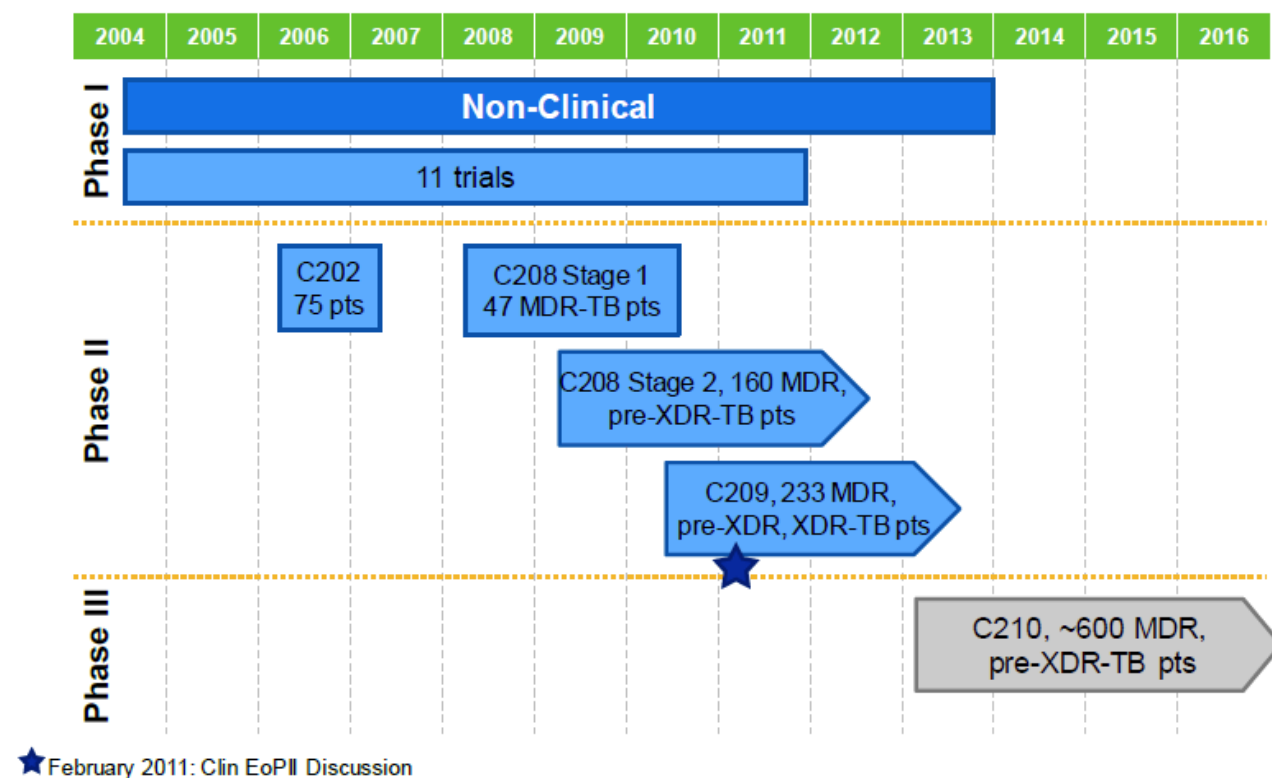 2004 2005 2006 2007 2008 2009 2010 2011 2012 2013 2014 2015 2016
Phase I
Non-Clinical
11 trials
Phase II
C202
75 pts
C208 Stage 1
47 MDR-TB pts
C208 Stage 2, 160 MDR,
pre-XDR-TB pts
C209, 233 MDR,
pre-XDR, XDR-TB pts
Phase III
C210, ~600 MDR,
pre-XDR-TB pts
February 2011: Clin EoPII Discussion